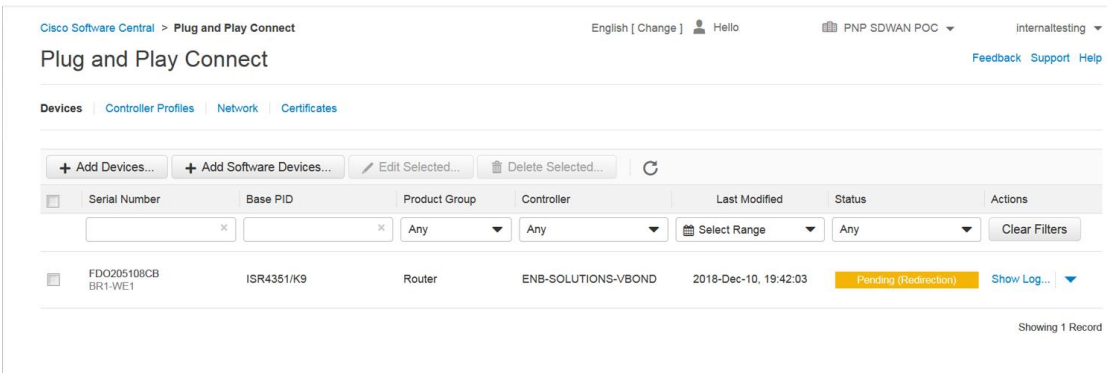 Cisco Software Central > Plug and Play Connect English [ Change ] Hello PNP SDWAN POC internaltesting
Plug and Play Connect Feedback Support Help
Devices Controller Profiles Network Certificates
+ Add Devices... + Add Software Devices... Edit Selected... Delete Selected...
Serial Number Base PID Product Group Controller Last Modified Status Actions
× × Any Any Select Range Any Clear Filters
FDO205108CB ISR4351/K9 Router ENB-SOLUTIONS-VBOND 2018-Dec-10, 19:42:03 Pending (Redirection) Show Log...
BR1-WE1
Showing 1 Record